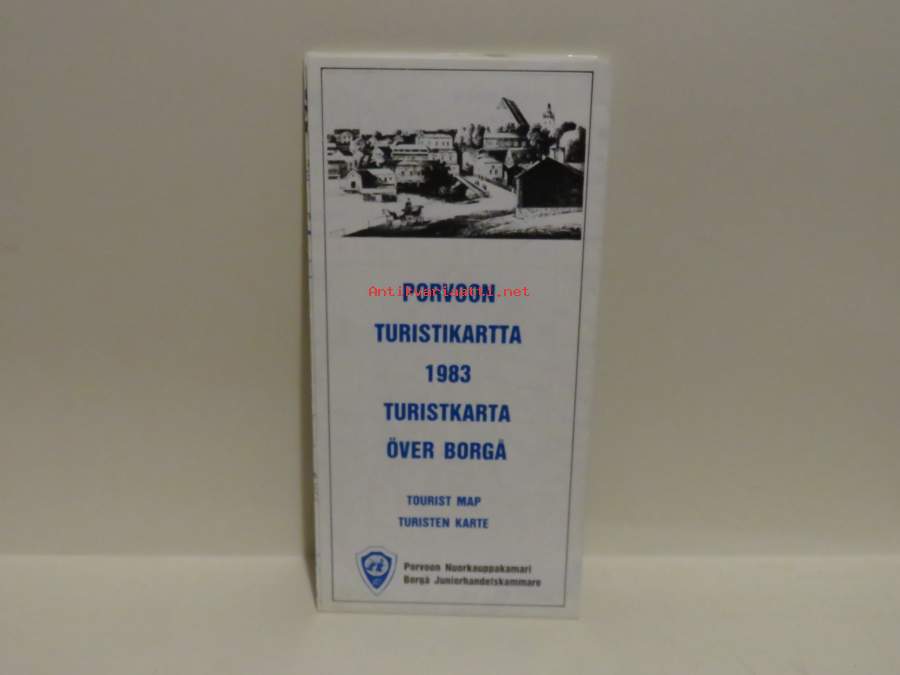 PORVOON
Antikvariaatti.net
TURISTIKARTTA
1983
TURISTKARTA
ÖVER BORGÅ
TOURIST MAP
TURISTEN KARTE
Porvoon Nuorkauppakamari
Borgå Juniorhandelskammare